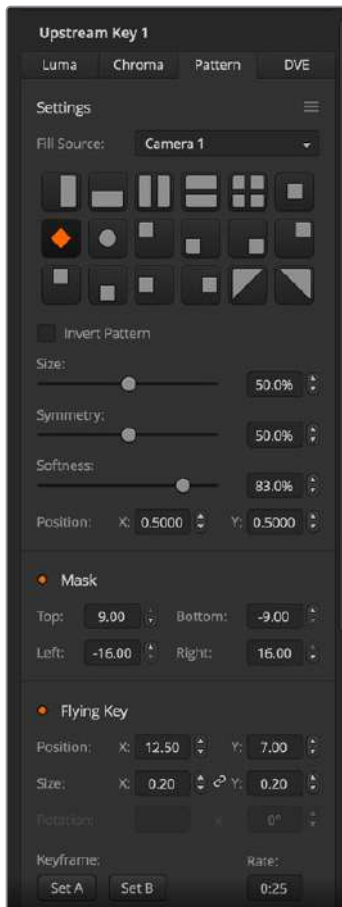 Upstream Key 1
Luma Chroma Pattern DVE
Settings
Fill Source: Camera 1
Invert Pattern
Size:
50.0%
Symmetry:
50.0%
Softness:
83.0%
Position: X: 0.5000 Y: 0.5000
Mask
Top: 9.00 Bottom: -9.00
Left: -16.00 Right: 16.00
Flying Key
Position: X: 12.50 Y: 7.00
Size: X: 0.20 Y: 0.20
Rotation: x 0°
Keyframe: Rate:
Set A Set B 0:25